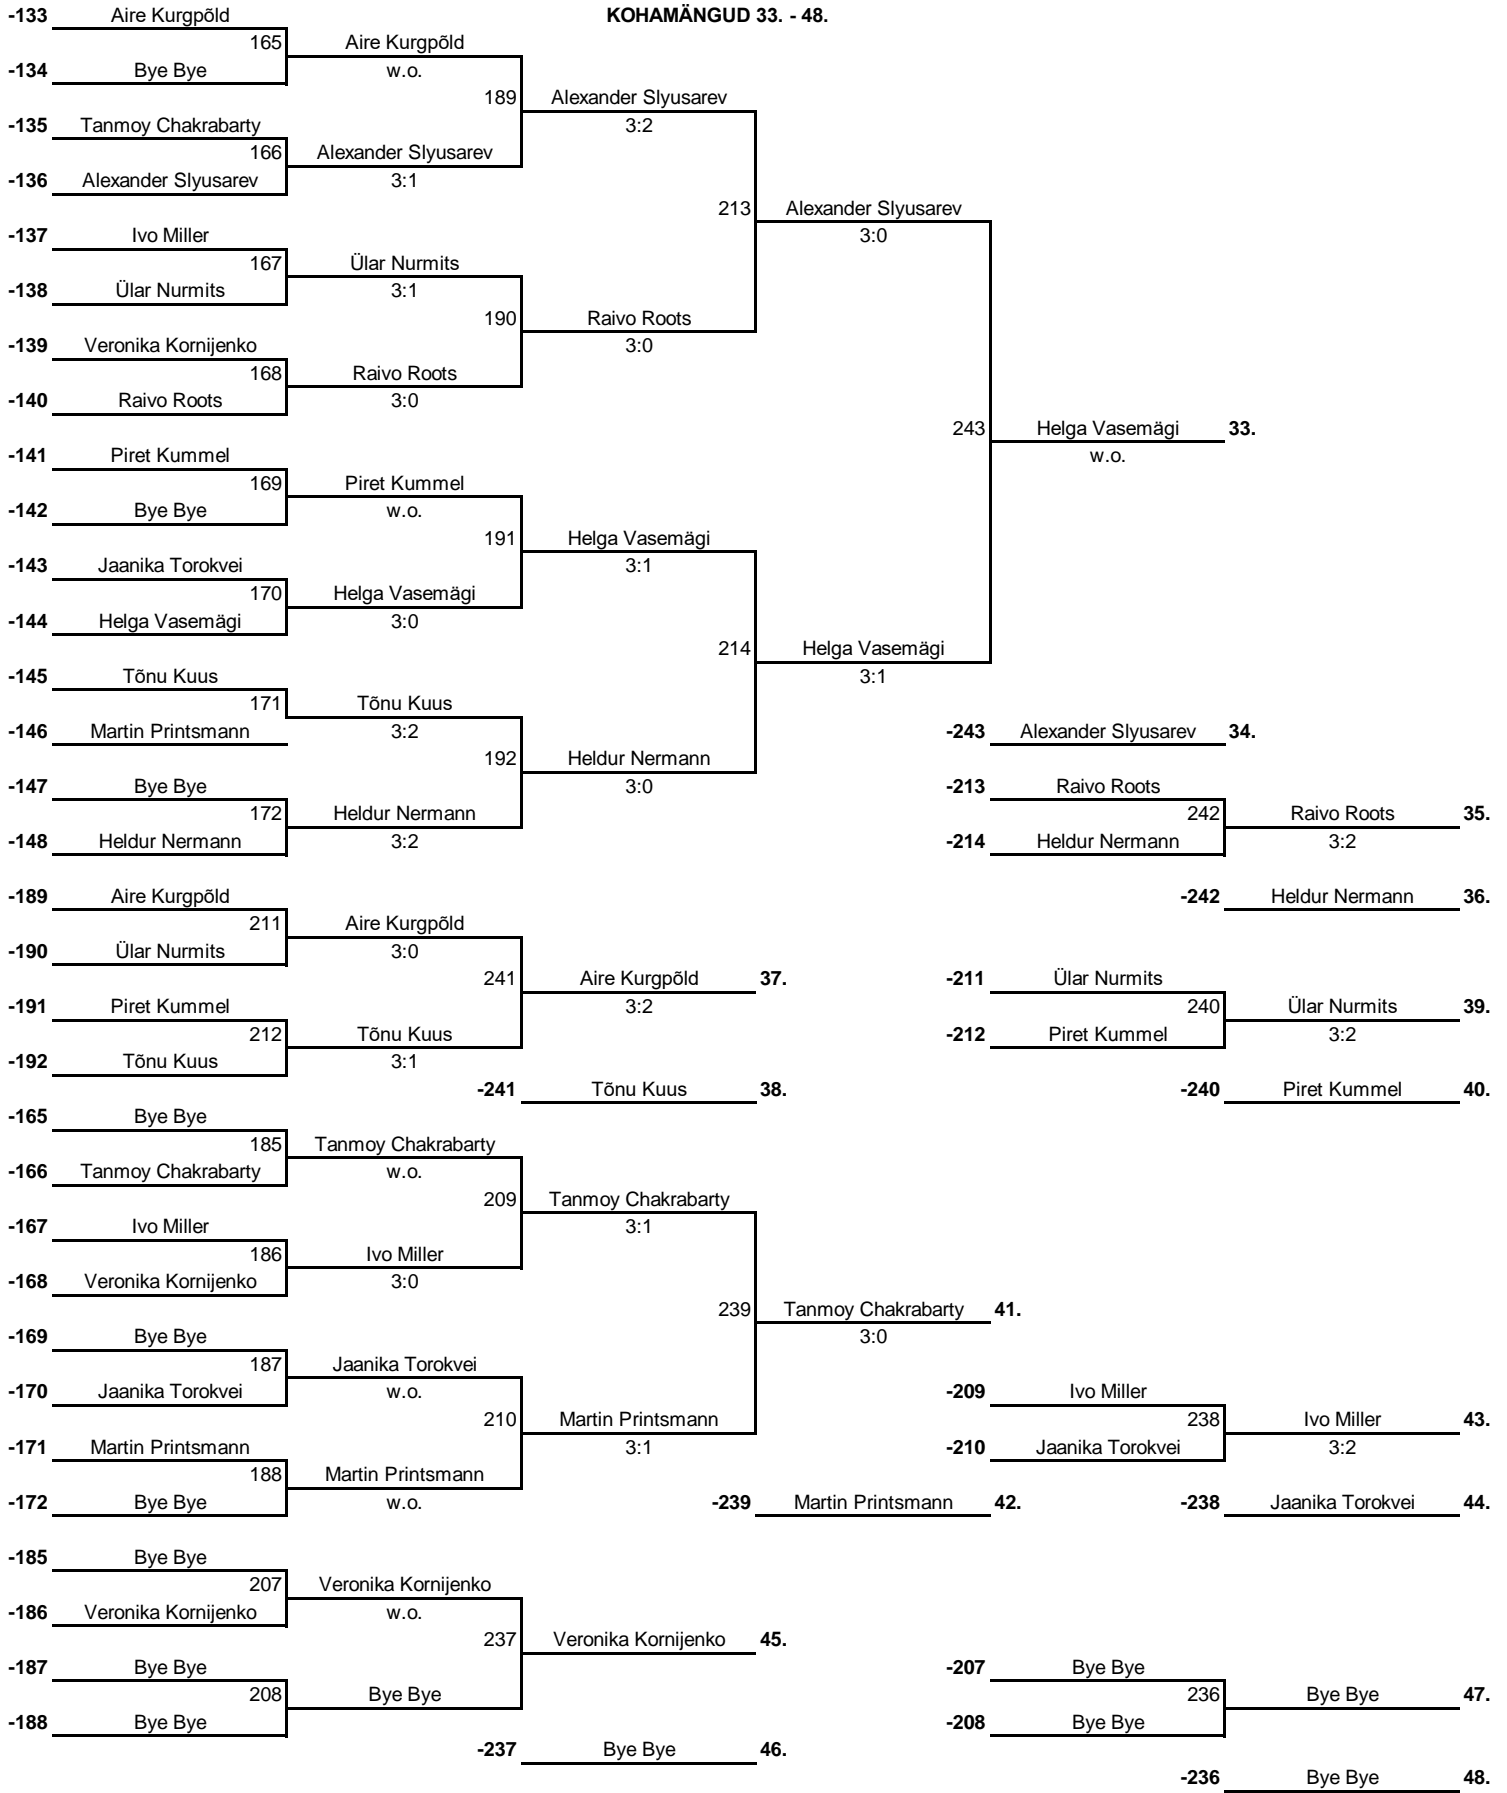 -133 Aire Kurgpõld KOHAMÄNGUD 33. - 48.
165 Aire Kurgpõld
-134 Bye Bye w.o.
189 Alexander Slyusarev
-135 Tanmoy Chakrabarty 3:2
166 Alexander Slyusarev
-136 Alexander Slyusarev 3:1
213 Alexander Slyusarev
-137 Ivo Miller 3:0
167 Ülar Nurmits
-138 Ülar Nurmits 3:1
190 Raivo Roots
-139 Veronika Kornijenko 3:0
168 Raivo Roots
-140 Raivo Roots 3:0
243 Helga Vasemägi 33.
-141 Piret Kummel w.o.
169 Piret Kummel
-142 Bye Bye w.o.
191 Helga Vasemägi
-143 Jaanika Torokvei 3:1
170 Helga Vasemägi
-144 Helga Vasemägi 3:0
214 Helga Vasemägi
-145 Tõnu Kuus 3:1
171 Tõnu Kuus
-146 Martin Printsmann 3:2 -243 Alexander Slyusarev 34.
192 Heldur Nermann
-147 Bye Bye 3:0 -213 Raivo Roots
172 Heldur Nermann 242 Raivo Roots 35.
-148 Heldur Nermann 3:2 -214 Heldur Nermann 3:2
-189 Aire Kurgpõld -242 Heldur Nermann 36.
211 Aire Kurgpõld
-190 Ülar Nurmits 3:0
241 Aire Kurgpõld 37. -211 Ülar Nurmits
-191 Piret Kummel 3:2 240 Ülar Nurmits 39.
212 Tõnu Kuus -212 Piret Kummel 3:2
-192 Tõnu Kuus 3:1
-241 Tõnu Kuus 38. -240 Piret Kummel 40.
-165 Bye Bye
185 Tanmoy Chakrabarty
-166 Tanmoy Chakrabarty w.o.
209 Tanmoy Chakrabarty
-167 Ivo Miller 3:1
186 Ivo Miller
-168 Veronika Kornijenko 3:0
239 Tanmoy Chakrabarty 41.
-169 Bye Bye 3:0
187 Jaanika Torokvei
-170 Jaanika Torokvei w.o. -209 Ivo Miller
210 Martin Printsmann 238 Ivo Miller 43.
-171 Martin Printsmann 3:1 -210 Jaanika Torokvei 3:2
188 Martin Printsmann
-172 Bye Bye w.o. -239 Martin Printsmann 42. -238 Jaanika Torokvei 44.
-185 Bye Bye
207 Veronika Kornijenko
-186 Veronika Kornijenko w.o.
237 Veronika Kornijenko 45.
-187 Bye Bye -207 Bye Bye
208 Bye Bye 236 Bye Bye 47.
-188 Bye Bye -208 Bye Bye
-237 Bye Bye 46.
-236 Bye Bye 48.